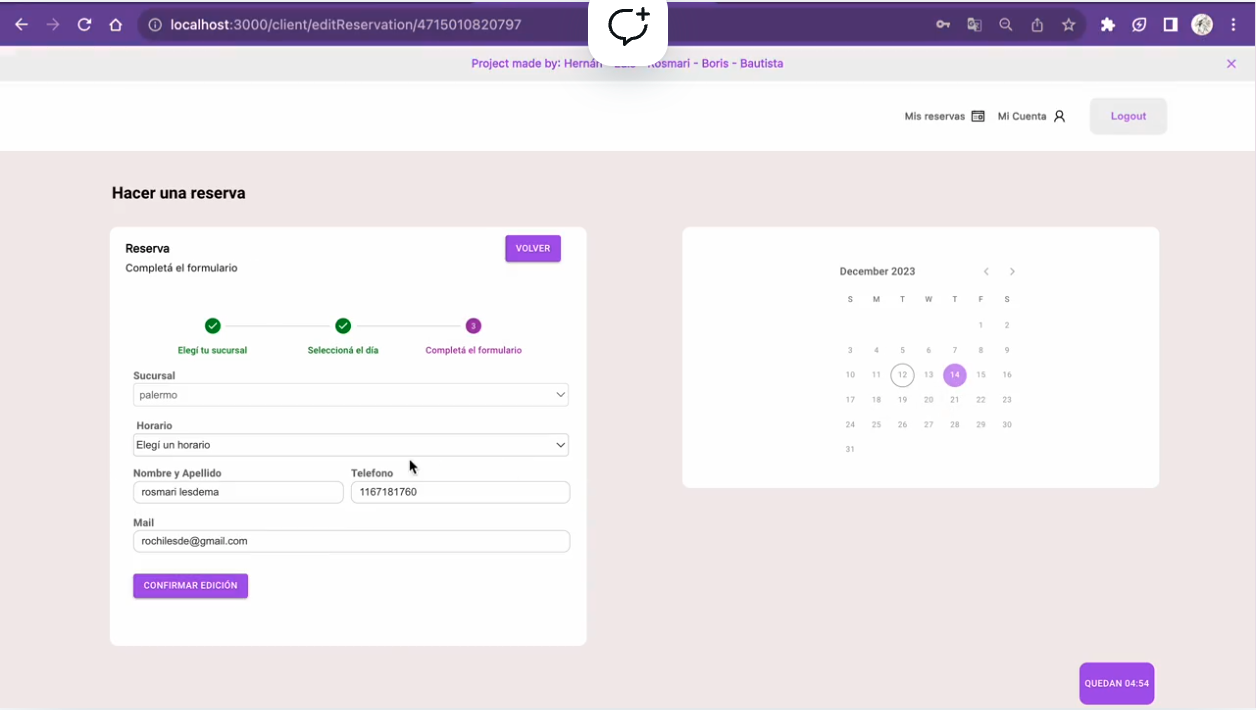 localhost:3000/client/editReservation/4715010820797
Project made by: Hernán - Rosmari - Boris - Bautista
Mis reservas Mi Cuenta Logout
Hacer una reserva
Reserva VOLVER
Completá el formulario
3
Elegí tu sucursal Seleccioná el día Completá el formulario
Sucursal
palermo
Horario
Elegí un horario
Nombre y Apellido Telefono
rosmari lesdema 1167181760
Mail
rochilesde@gmail.com
CONFIRMAR EDICIÓN
December 2023
S M T W T F S
1 2
3 4 5 6 7 8 9
10 11 12 13 14 15 16
17 18 19 20 21 22 23
24 25 26 27 28 29 30
31
QUEDAN 04:54